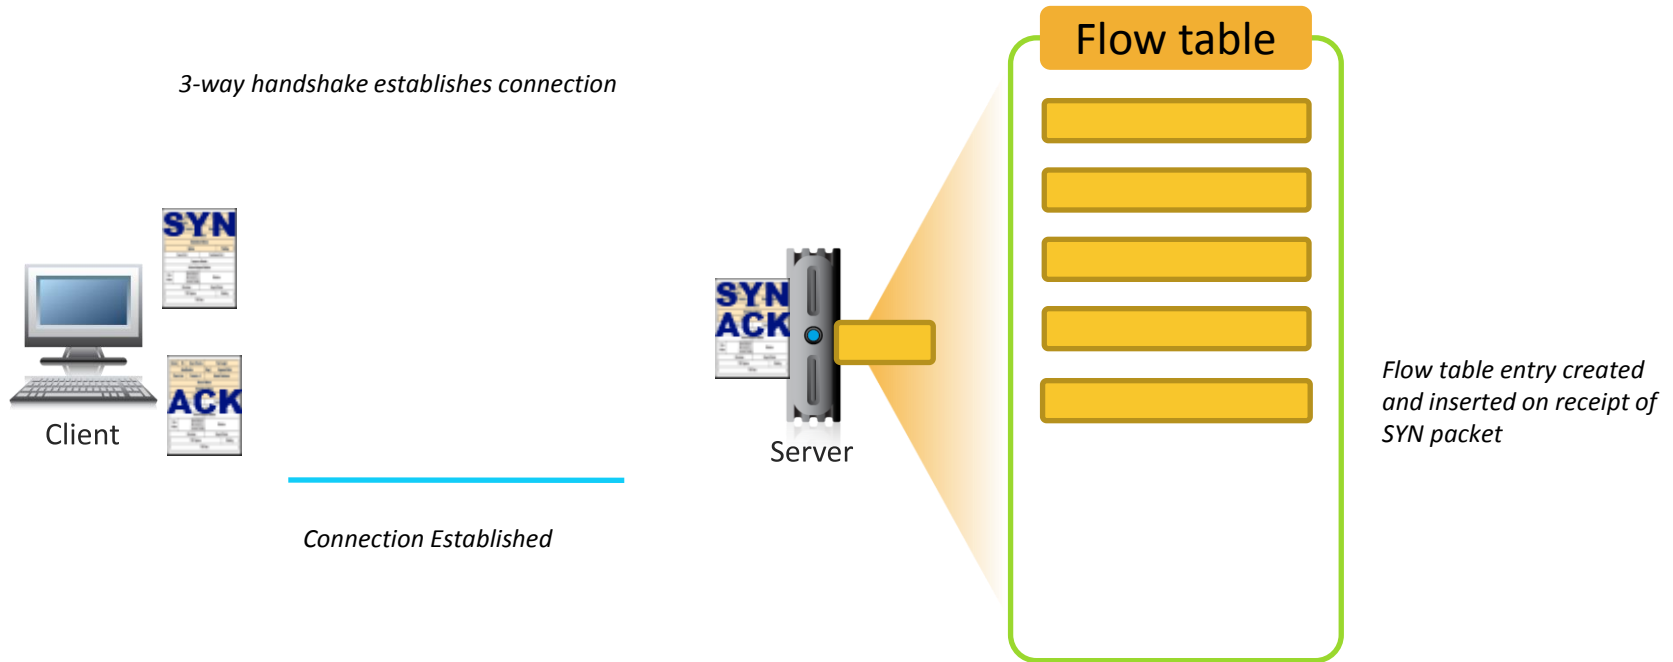 Flow table
3-way handshake establishes connection
SYN
SYN
ACK
ACK
Client
Server
Flow table entry created
and inserted on receipt of
SYN packet
Connection Established